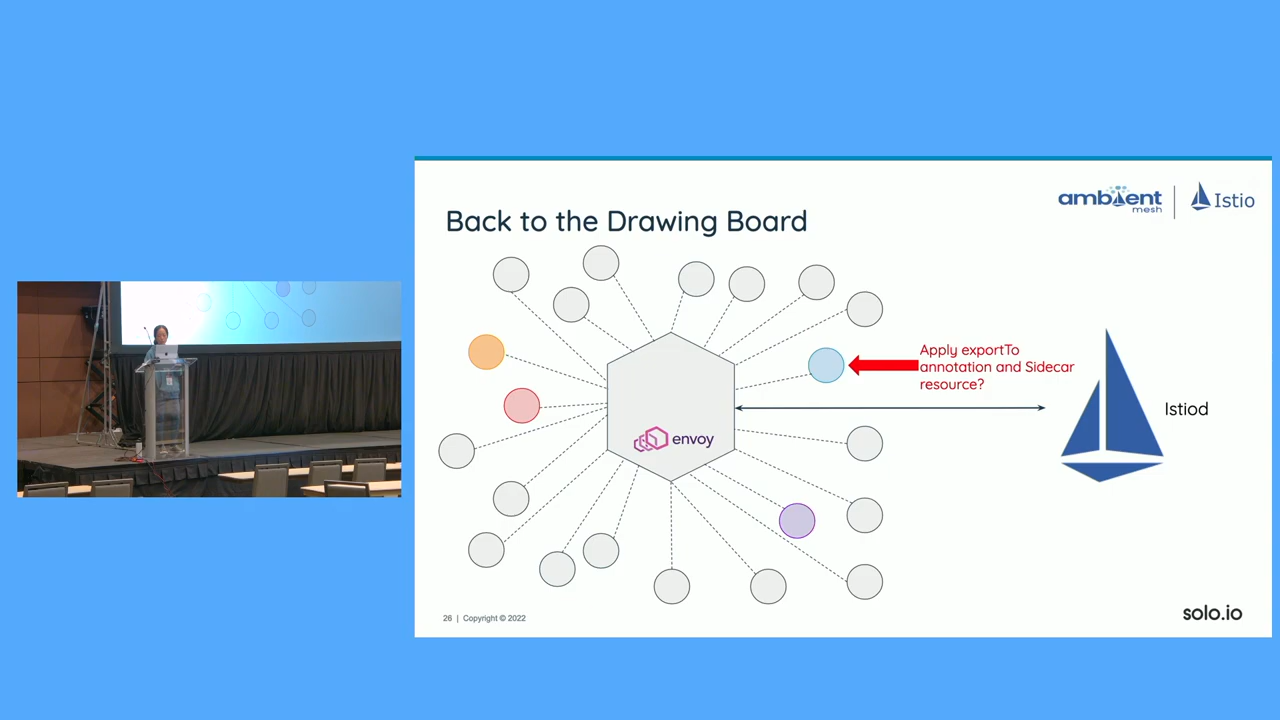 Back to the Drawing Board
ambient
mesh
Istio
Apply exportTo
annotation and Sidecar
resource?
envoy
Istiod
26 | Copyright © 2022
solo.io